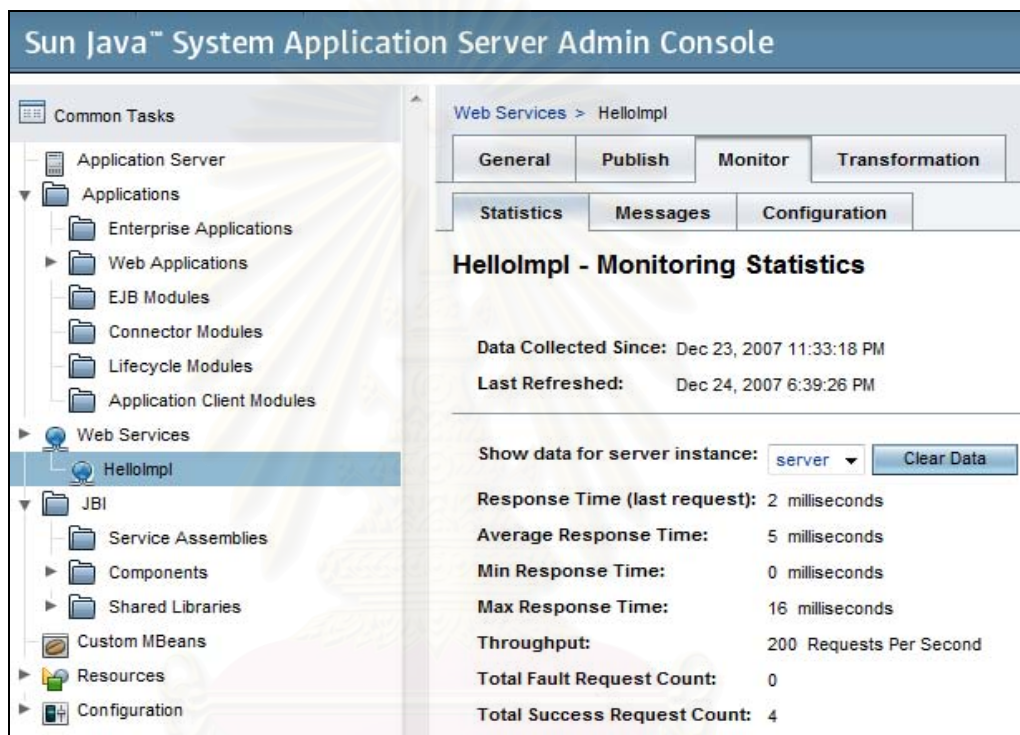 Sun Java™ System Application Server Admin Console
Common Tasks
Application Server
Applications
Enterprise Applications
Web Applications
EJB Modules
Connector Modules
Lifecycle Modules
Application Client Modules
Web Services
HelloImpl
JBI
Service Assemblies
Components
Shared Libraries
Custom MBeans
Resources
Configuration
Web Services > HelloImpl
General Publish Monitor Transformation
Statistics Messages Configuration
HelloImpl - Monitoring Statistics
Data Collected Since: Dec 23, 2007 11:33:18 PM
Last Refreshed: Dec 24, 2007 6:39:26 PM
Show data for server instance: server Clear Data
Response Time (last request): 2 milliseconds
Average Response Time: 5 milliseconds
Min Response Time: 0 milliseconds
Max Response Time: 16 milliseconds
Throughput: 200 Requests Per Second
Total Fault Request Count: 0
Total Success Request Count: 4